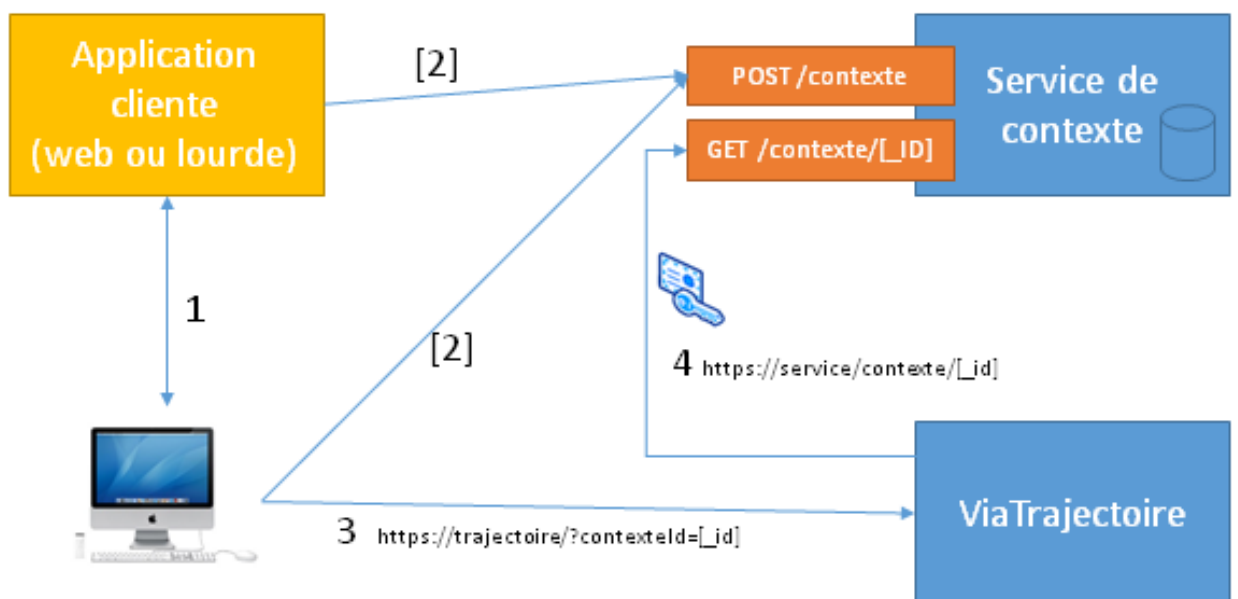 Application
cliente
(web ou lourde)
[2]
POST /contexte
GET /contexte/[_ID]
Service de
contexte
1
[2]
4 https://service/contexte/[_id]
3 https://trajectoire/?contexteId=[_id]
ViaTrajectoire